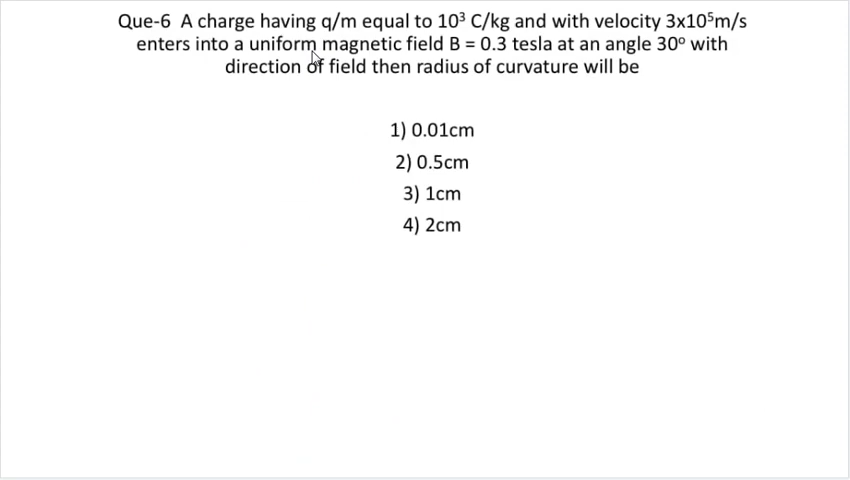 Que-6 A charge having q/m equal to 10³ C/kg and with velocity 3x10⁵m/s
enters into a uniform magnetic field B = 0.3 tesla at an angle 30º with
direction of field then radius of curvature will be
1) 0.01cm
2) 0.5cm
3) 1cm
4) 2cm